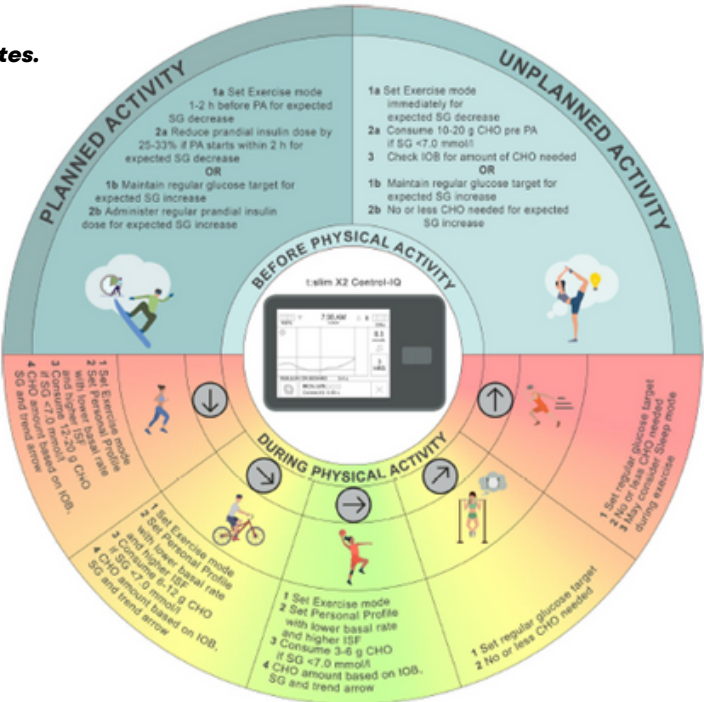 tes.
PLANNED ACTIVITY
1a Set Exercise mode
1-2 h before PA for expected
SG decrease
2a Reduce prandial insulin dose by
25-33% if PA starts within 2 h for
expected SG decrease
OR
1b Maintain regular glucose target for
expected SG increase
2b Administer regular prandial insulin
dose for expected SG increase
UNPLANNED ACTIVITY
1a Set Exercise mode
immediately for
expected SG decrease
2a Consume 10-20 g CHO pre PA
if SG <7.0 mmol/l
3 Check IOB for amount of CHO needed
OR
1b Maintain regular glucose target for
expected SG increase
2b No or less CHO needed for expected
SG increase
BEFORE PHYSICAL ACTIVITY
t:slim X2 Control-IQ
DURING PHYSICAL ACTIVITY
1 Set Exercise mode
2 Set Personal Profile
with lower basal rate
and higher ISF
3 Consume 12-20 g CHO
if SG <7.0 mmol/l
4 CHO amount based on IOB,
SG and trend arrow
1 Set Exercise mode
2 Set Personal Profile
with lower basal rate
and higher ISF
3 Consume 6-12 g CHO
if SG <7.0 mmol/l
4 CHO amount based on IOB,
SG and trend arrow
1 Set Exercise mode
2 Set Personal Profile
with lower basal rate
and higher ISF
3 Consume 3-6 g CHO
if SG <7.0 mmol/l
4 CHO amount based on IOB,
SG and trend arrow
1 Set regular glucose target
2 No or less CHO needed
1 Set regular glucose target
2 No or less CHO needed
3 May consider Sleep mode
during exercise